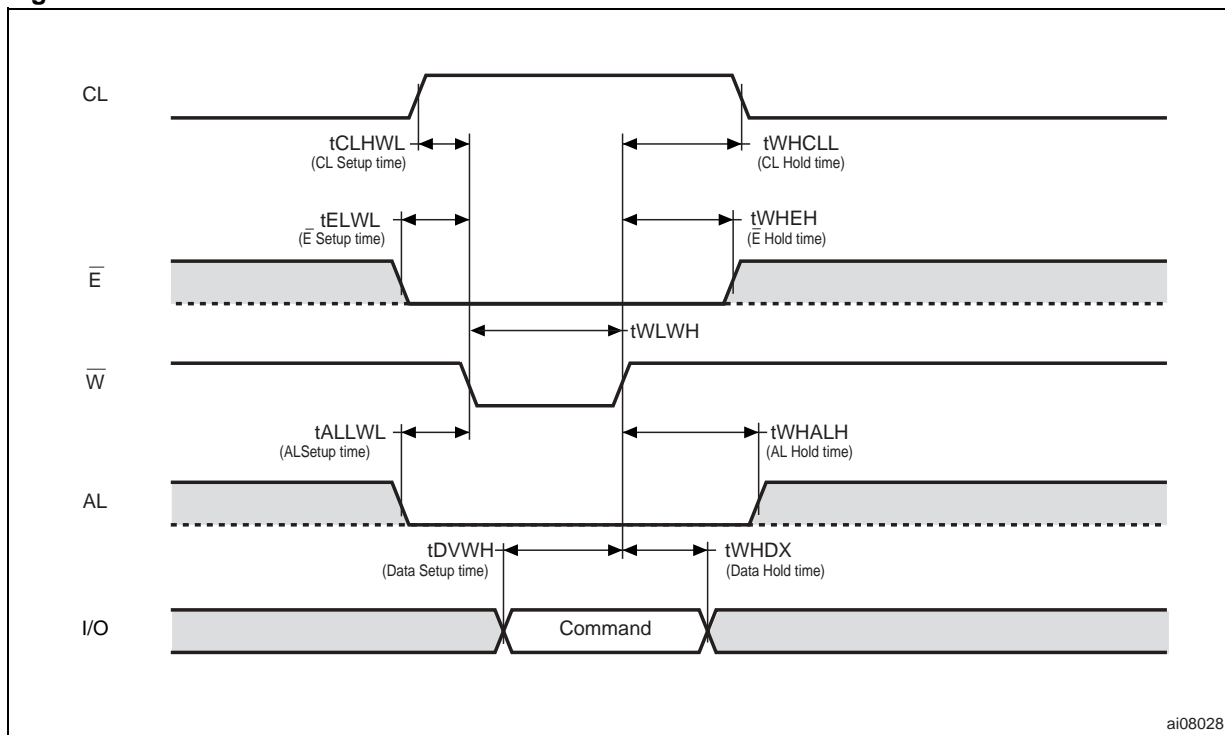 CL
tCLHWL
(CL Setup time)
tWHCLL
(CL Hold time)
tELWL
(E̅ Setup time)
tWHEH
(E̅ Hold time)
E̅
tWLWH
W̅
tALLWL
(ALSetup time)
tWHALH
(AL Hold time)
AL
tDVWH
(Data Setup time)
tWHDX
(Data Hold time)
I/O
Command
ai08028